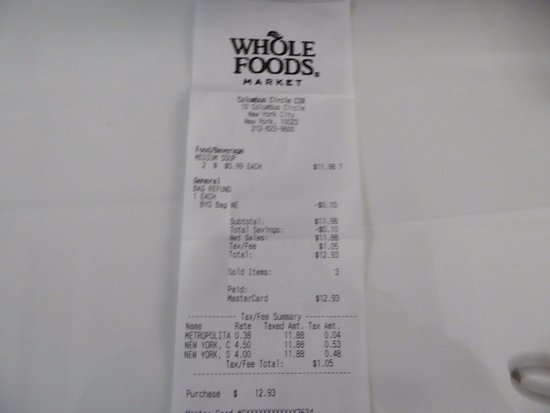 WHOLE
FOODS®
MARKET
Columbus Circle CIR
10 Columbus Circle
New York City
New York, 10023
212-823-9600
Food/Beverage
MEDIUM SOUP
2 @ $5.99 EACH $11.98 T
General
BAG REFUND
1 EACH
BYO Bag NE -$0.10
Subtotal: $11.98
Total Savings: -$0.10
Net Sales: $11.88
Tax/Fee $1.05
Total: $12.93
Sold Items: 3
Paid:
MasterCard $12.93
------------ Tax/Fee Summary ------------
Name Rate Taxed Amt. Tax Amt.
METROPOLITA 0.38 11.88 0.04
NEW YORK, C 4.50 11.88 0.53
NEW YORK, S 4.00 11.88 0.48
Tax/Fee Total: $1.05
Purchase $ 12.93